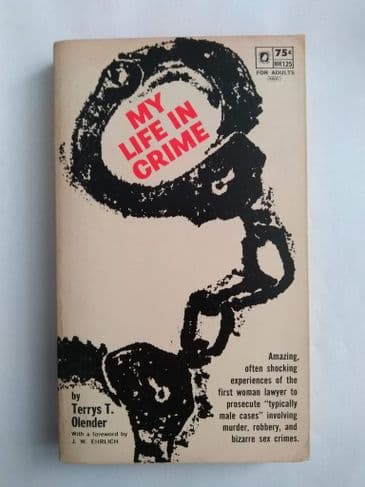 75¢
HH125
FOR ADULTS
MY
LIFE IN
CRIME
Amazing,
often shocking
experiences of the
first woman lawyer to
prosecute "typically
male cases" involving
murder, robbery, and
bizarre sex crimes.
by
Terrys T.
Olender
With a foreword by
J. W. EHRLICH